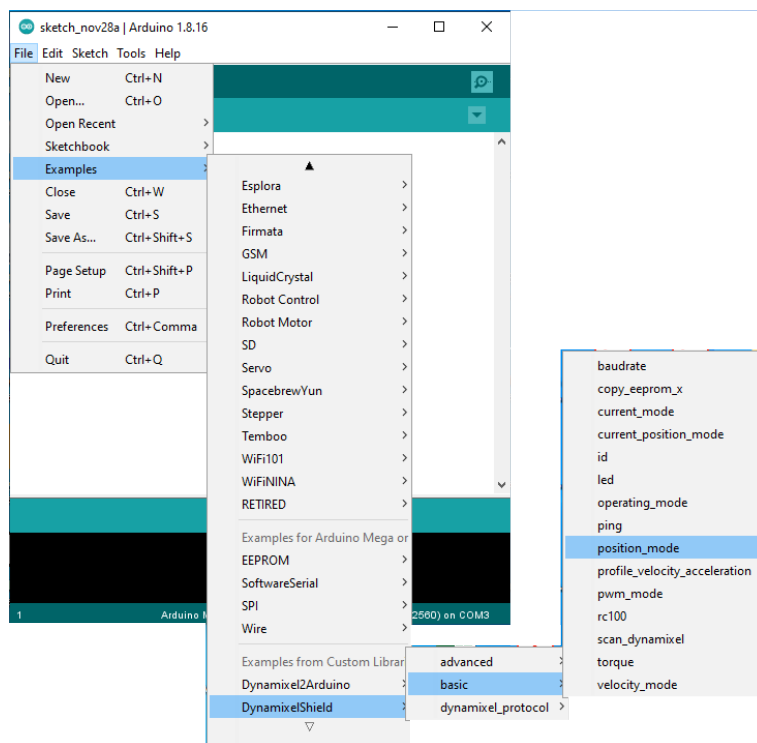 sketch_nov28a | Arduino 1.8.16
File Edit Sketch Tools Help
New Ctrl+N
Open... Ctrl+O
Open Recent
Sketchbook
Examples
Close Ctrl+W
Save Ctrl+S
Save As... Ctrl+Shift+S
Page Setup Ctrl+Shift+P
Print Ctrl+P
Preferences Ctrl+Comma
Quit Ctrl+Q
Esplora
Ethernet
Firmata
GSM
LiquidCrystal
Robot Control
Robot Motor
SD
Servo
SpacebrewYun
Stepper
Temboo
WiFi101
WiFiNINA
RETIRED
Examples for Arduino Mega or
EEPROM
SoftwareSerial
SPI
Wire
Examples from Custom Librar
Dynamixel2Arduino
DynamixelShield
advanced
basic
dynamixel_protocol
baudrate
copy_eeprom_x
current_mode
current_position_mode
id
led
operating_mode
ping
position_mode
profile_velocity_acceleration
pwm_mode
rc100
scan_dynamixel
torque
velocity_mode
1 Arduino M 2560) on COM3